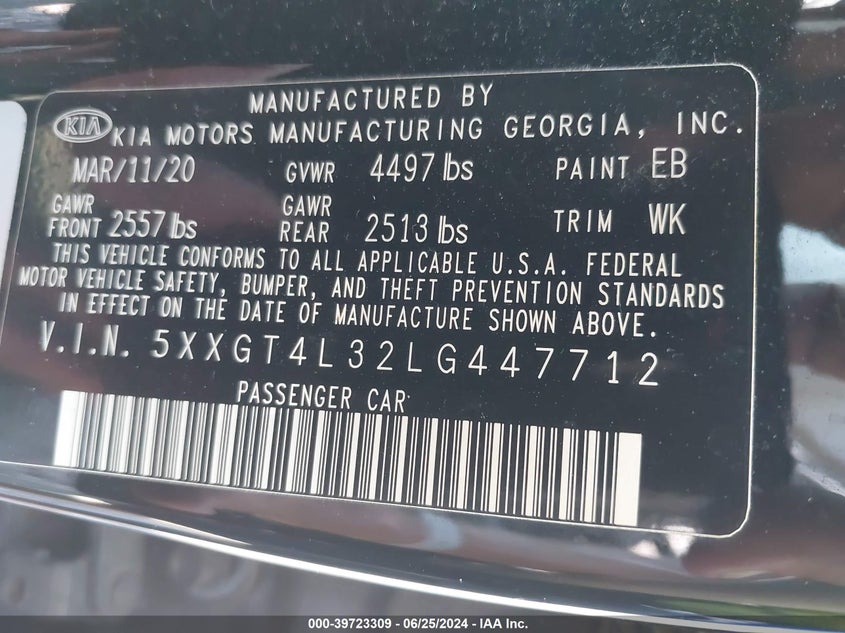 MANUFACTURED BY
KIA KIA MOTORS MANUFACTURING GEORGIA, INC.
MAR/11/20 GVWR 4497 lbs PAINT EB
GAWR FRONT 2557 lbs GAWR REAR 2513 lbs TRIM WK
THIS VEHICLE CONFORMS TO ALL APPLICABLE U.S.A. FEDERAL
MOTOR VEHICLE SAFETY, BUMPER, AND THEFT PREVENTION STANDARDS
IN EFFECT ON THE DATE OF MANUFACTURE SHOWN ABOVE.
V.I.N. 5XXGT4L32LG447712
PASSENGER CAR
000-39723309 - 06/25/2024 - IAA Inc.